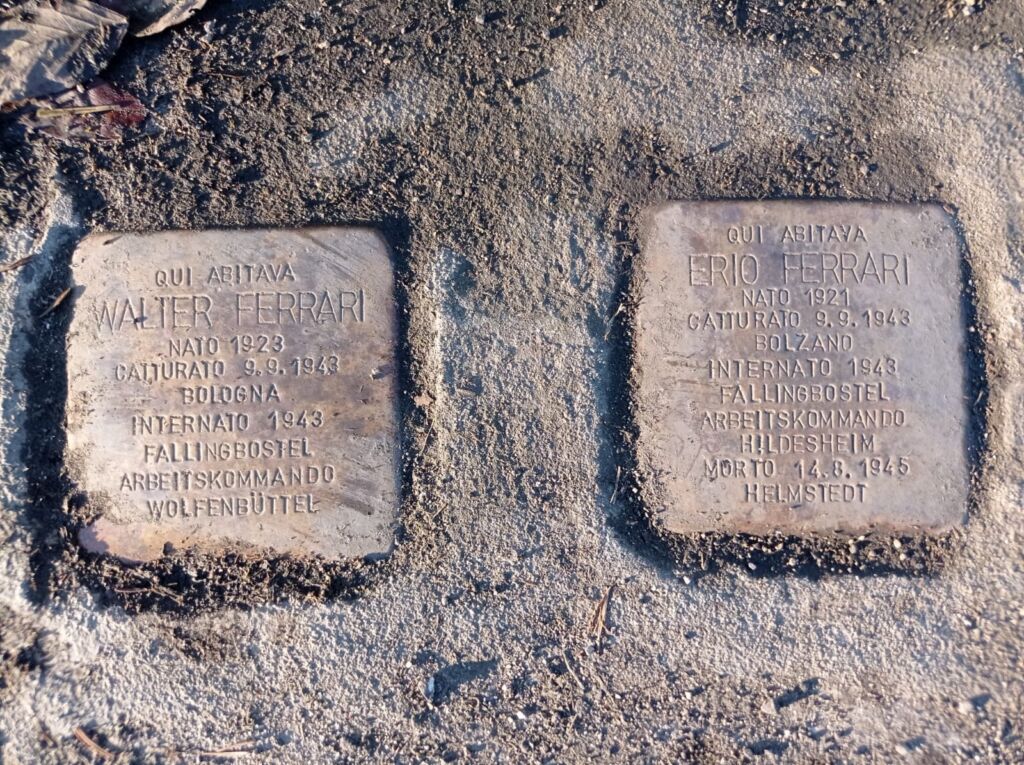 QUI ABITAVA
WALTER FERRARI
NATO 1923
CATTURATO 9.9.1943
BOLOGNA
INTERNATO 1943
FALLINGBOSTEL
ARBEITSKOMMANDO
WOLFENBÜTTEL
QUI ABITAVA
ERIO FERRARI
NATO 1921
CATTURATO 9.9.1943
BOLZANO
INTERNATO 1943
FALLINGBOSTEL
ARBEITSKOMMANDO
HILDESHEIM
MORTO 14.8.1945
HELMSTEDT